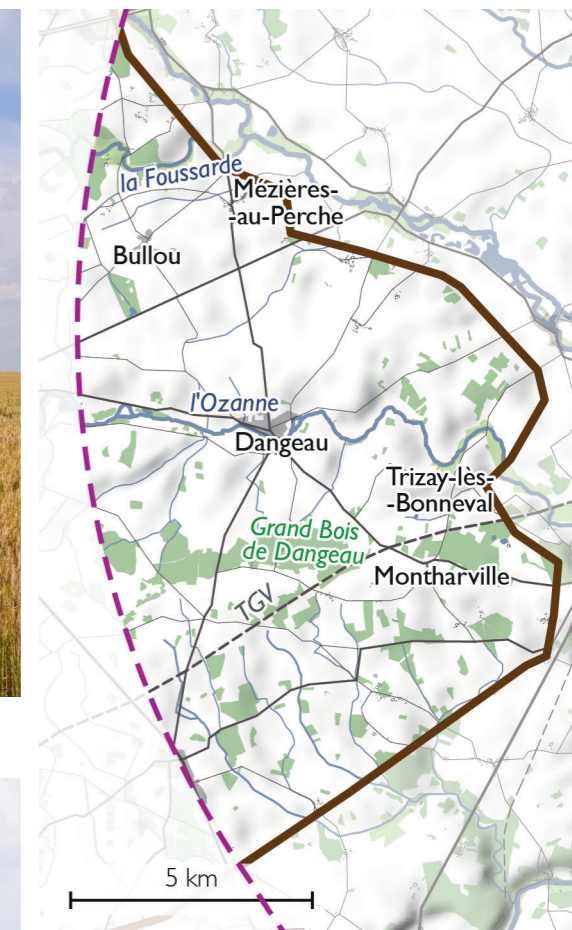 la Foussarde
Mézières-
-au-Perche
Bullou
l'Ozanne
Dangeau
Trizay-lès-
-Bonneval
Grand Bois
de Dangeau
Montharville
TGV
5 km